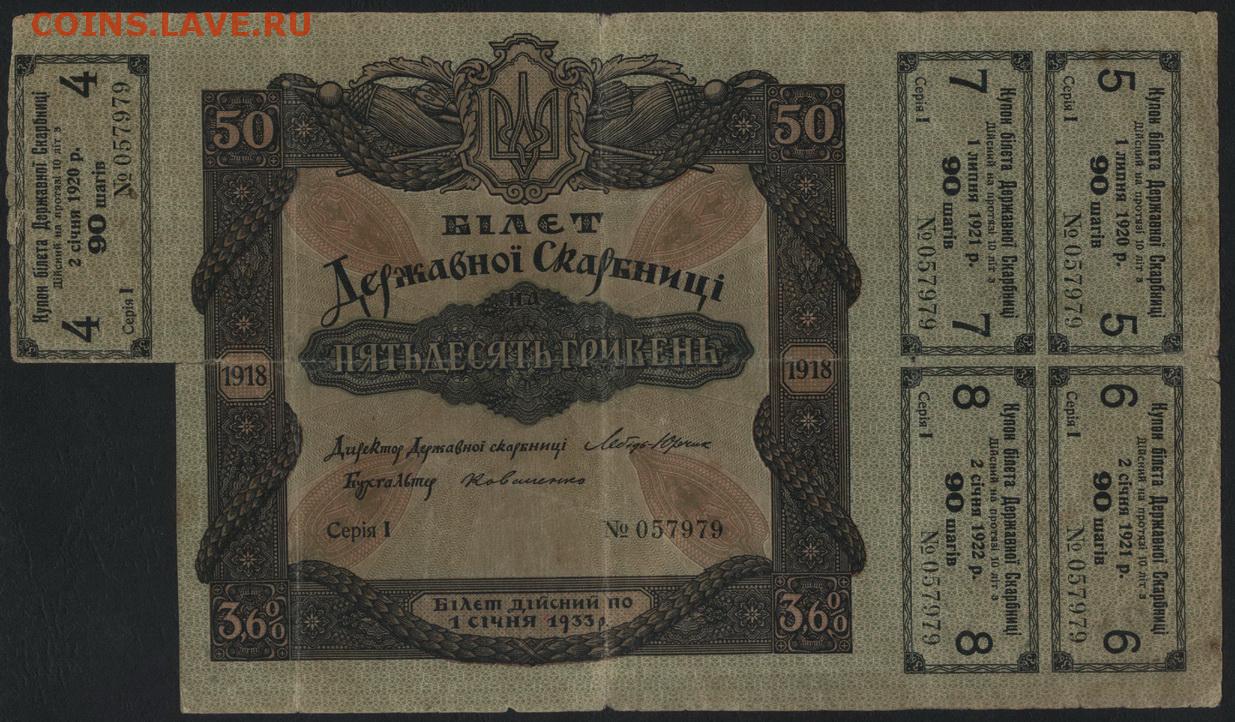 COINS.LAVE.RU
4
Купон білета Державної Скарбниці
Дійсний на протязі 10 літ з
2 січня 1920 р.
90 шагів
Серія І
№ 057979
4
50
50
БІЛЕТ
Державної Скарбниці
на
ПЯТЬДЕСЯТЬ ГРИВЕНЬ
1918
1918
Директор Державної скарбниці
Бухгальтер
Серія І
№ 057979
3,6%
3,6%
БІЛЕТ ДІЙСНИЙ ПО
1 СІЧНЯ 1933 р.
7
Купон білета Державної Скарбниці
Дійсний на протязі 10 літ з
1 липня 1921 р.
90 шагів
Серія І
№ 057979
7
5
Купон білета Державної Скарбниці
Дійсний на протязі 10 літ з
1 липня 1920 р.
90 шагів
Серія І
№ 057979
5
8
Купон білета Державної Скарбниці
Дійсний на протязі 10 літ з
2 січня 1922 р.
90 шагів
Серія І
№ 057979
8
6
Купон білета Державної Скарбниці
Дійсний на протязі 10 літ з
2 січня 1921 р.
90 шагів
Серія І
№ 057979
6